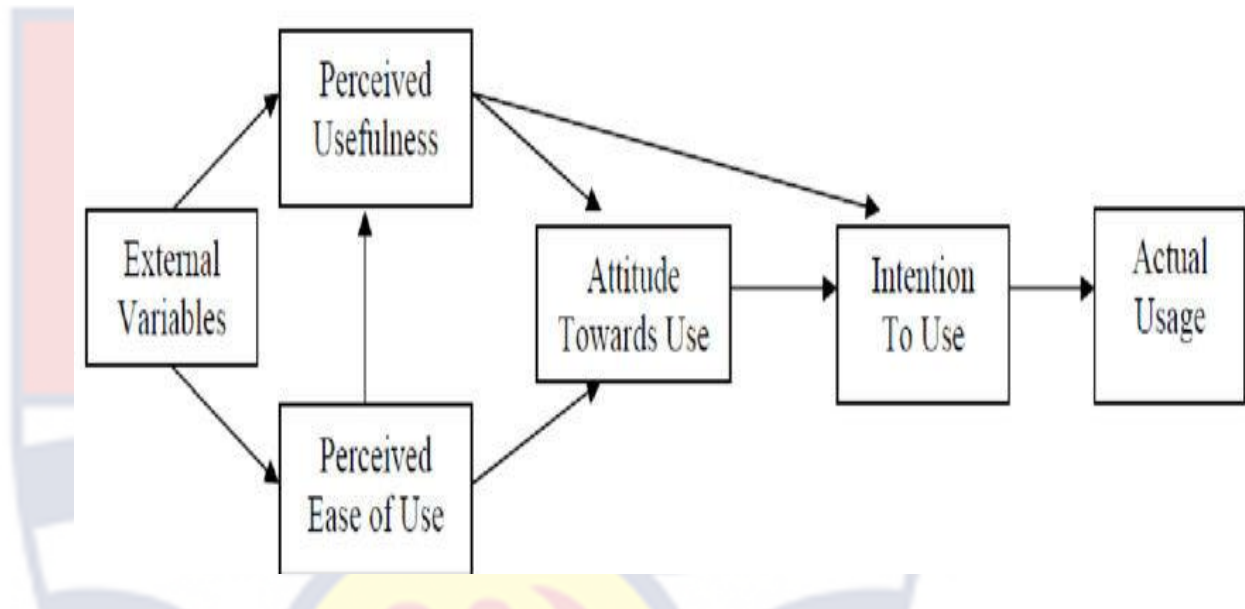 Perceived
Usefulness
External
Variables
Attitude
Towards Use
Intention
To Use
Actual
Usage
Perceived
Ease of Use